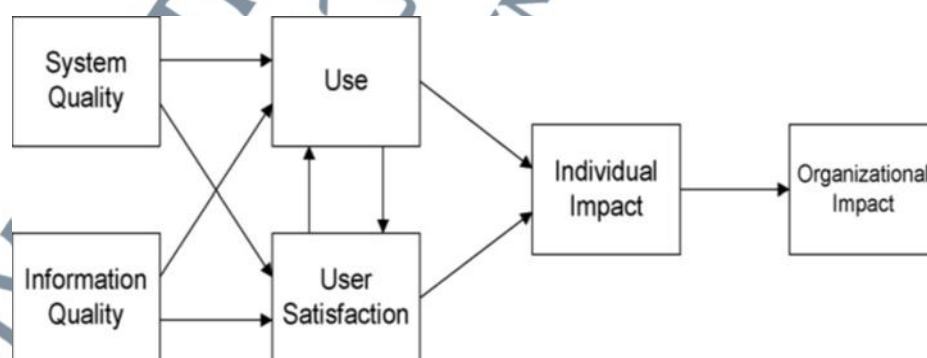 System
Quality
Use
Individual
Impact
Organizational
Impact
Information
Quality
User
Satisfaction